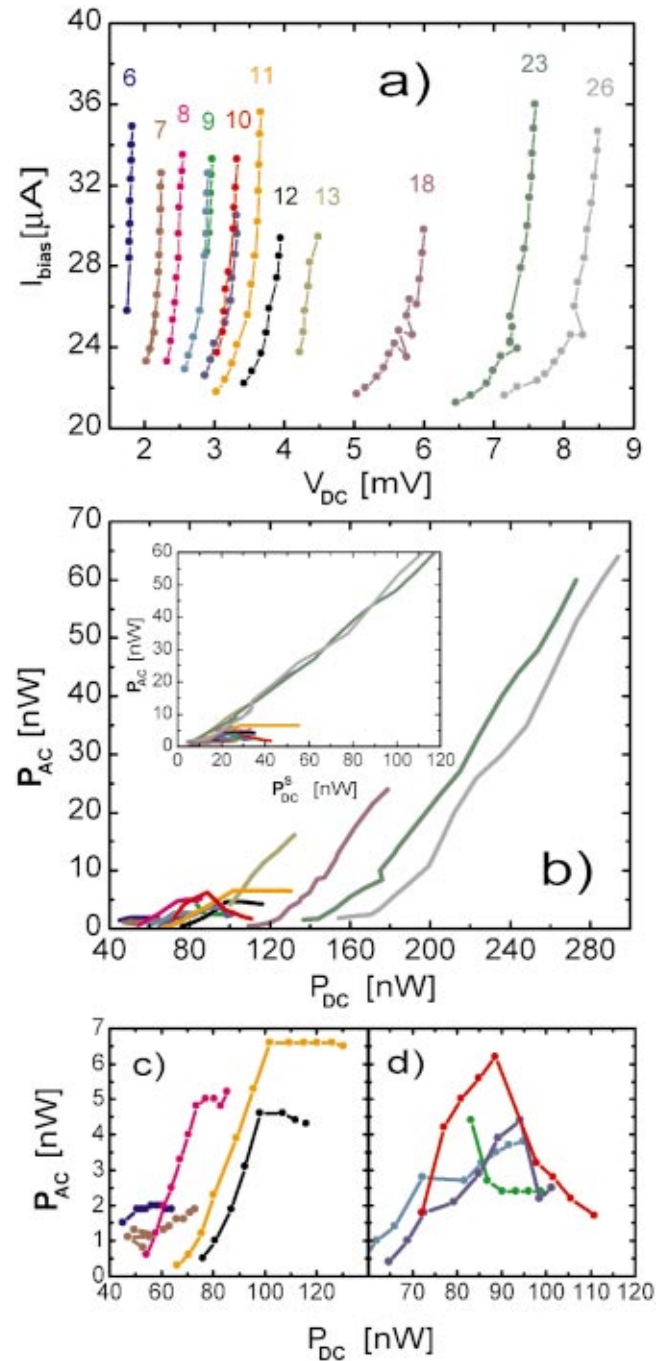 a)
40
36
32
28
24
20
I_bias [μA]
6
7
8
9
10
11
12
13
18
23
26
2 3 4 5 6 7 8 9
V_DC [mV]
b)
70
60
50
40
30
20
10
0
P_AC [nW]
60
50
40
30
20
10
0
P_AC [nW]
0 20 40 60 80 100 120
P^S_DC [nW]
40 80 120 160 200 240 280
P_DC [nW]
c)
d)
7
6
5
4
3
2
1
0
P_AC [nW]
40 60 80 100 120
70 80 90 100 110 120
P_DC [nW]